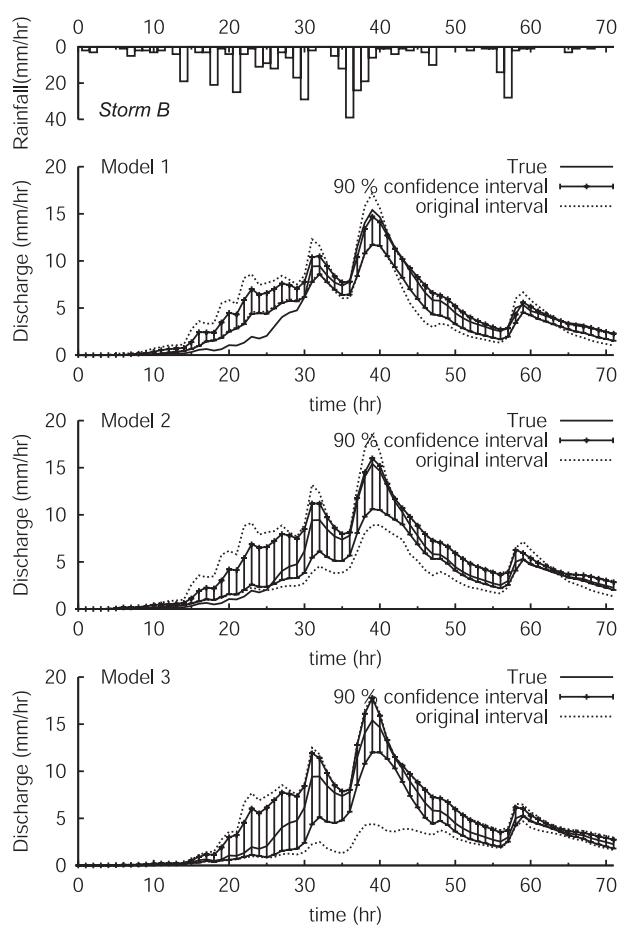 0 10 20 30 40 50 60 70
Rainfall(mm/hr)
0
20
40
Storm B
Model 1
True
90 % confidence interval
original interval
Discharge (mm/hr)
20
15
10
5
0
0 10 20 30 40 50 60 70
time (hr)
Model 2
True
90 % confidence interval
original interval
Discharge (mm/hr)
20
15
10
5
0
0 10 20 30 40 50 60 70
time (hr)
Model 3
True
90 % confidence interval
original interval
Discharge (mm/hr)
20
15
10
5
0
0 10 20 30 40 50 60 70
time (hr)